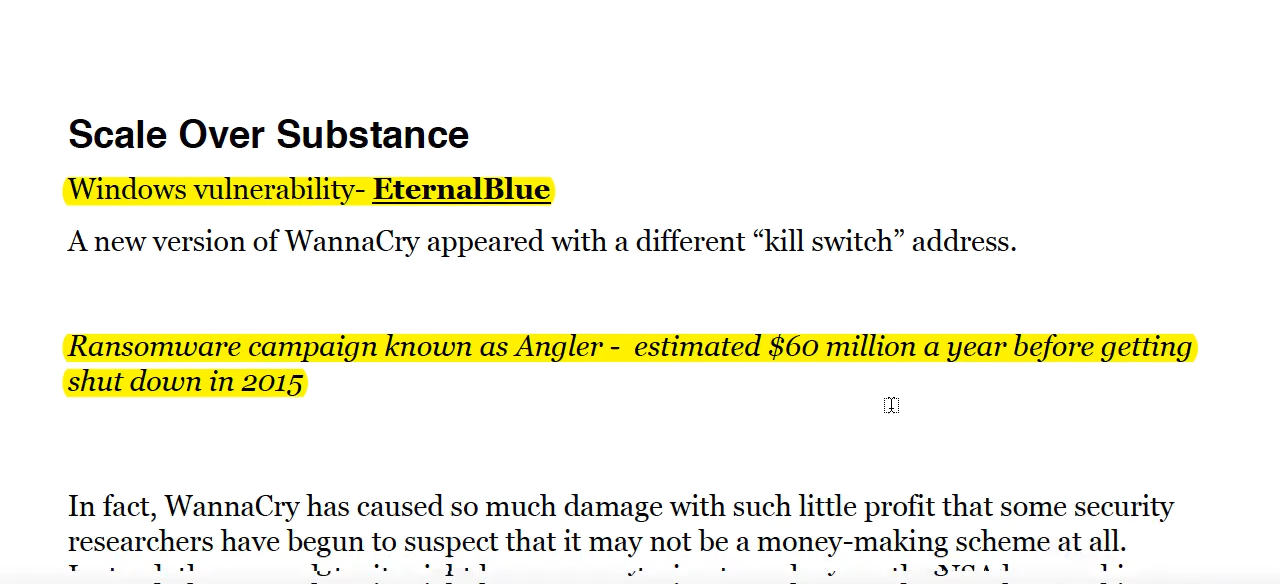 Scale Over Substance
Windows vulnerability- EternalBlue
A new version of WannaCry appeared with a different “kill switch” address.
Ransomware campaign known as Angler -  estimated $60 million a year before getting
shut down in 2015
In fact, WannaCry has caused so much damage with such little profit that some security
researchers have begun to suspect that it may not be a money-making scheme at all.